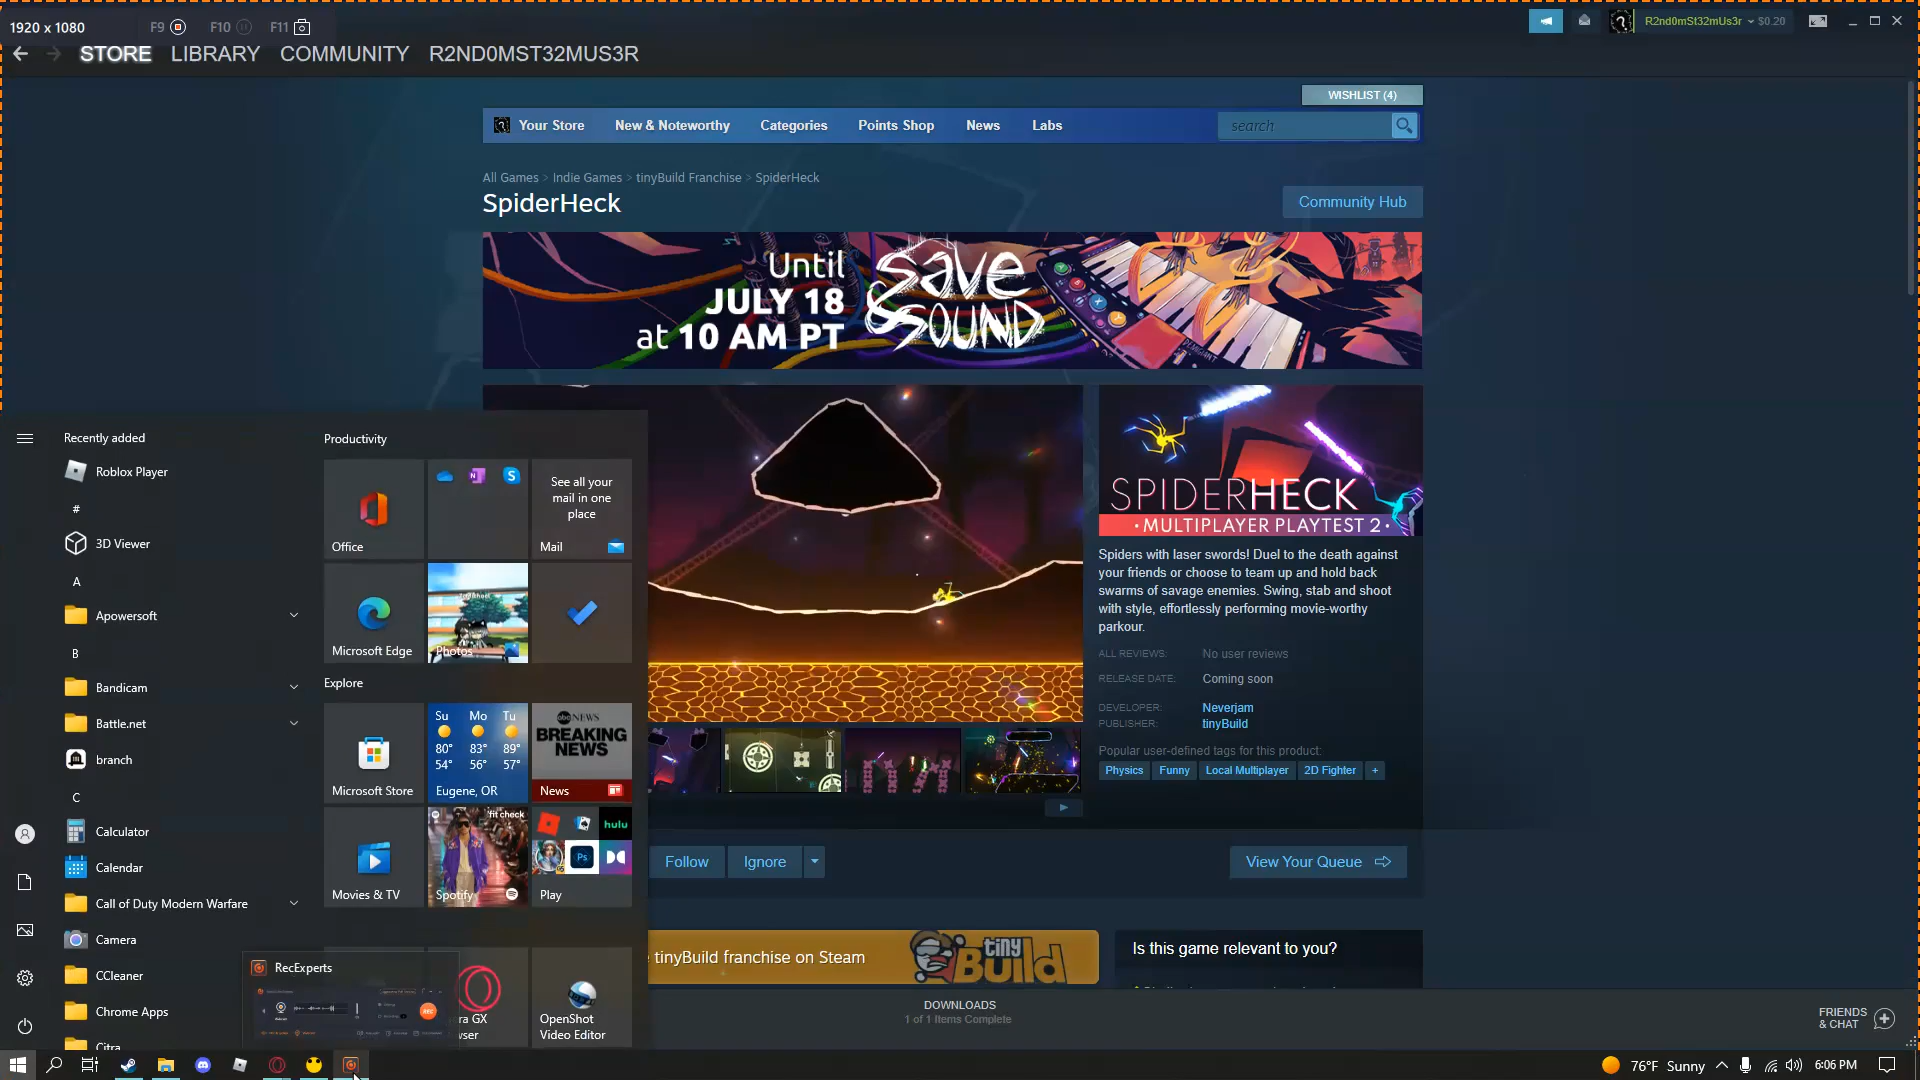 1920 x 1080
F9
F10
F11
R2nd0mSt32mUs3r
$0.20
STORE
LIBRARY
COMMUNITY
R2ND0MST32MUS3R
WISHLIST (4)
Your Store
New & Noteworthy
Categories
Points Shop
News
Labs
search
All Games > Indie Games > tinyBuild Franchise > SpiderHeck
SpiderHeck
Community Hub
Until
JULY 18
at 10 AM PT
Save
&SOUND
SPIDERHECK
•MULTIPLAYER PLAYTEST 2•
Spiders with laser swords! Duel to the death against
your friends or choose to team up and hold back
swarms of savage enemies. Swing, stab and shoot
with style, effortlessly performing movie-worthy
parkour.
ALL REVIEWS: No user reviews
RELEASE DATE: Coming soon
DEVELOPER: Neverjam
PUBLISHER: tinyBuild
Popular user-defined tags for this product:
Physics
Funny
Local Multiplayer
2D Fighter
+
Follow
Ignore
View Your Queue
tinyBuild franchise on Steam
tiny
Build
Is this game relevant to you?
DOWNLOADS
1 of 1 Items Complete
FRIENDS
& CHAT
Recently added
Roblox Player
#
3D Viewer
A
Apowersoft
B
Bandicam
Battle.net
branch
C
Calculator
Calendar
Call of Duty Modern Warfare
Camera
CCleaner
Chrome Apps
Citra
Productivity
Office
See all your
mail in one
place
Mail
Microsoft Edge
Photos
Explore
Microsoft Store
Su Mo Tu
80° 83° 89°
54° 56° 57°
Eugene, OR
abc NEWS
BREAKING
NEWS
News
Movies & TV
fit check
Spotify
hulu
Ps
Play
RecExperts
REC
ra GX
wser
OpenShot
Video Editor
76°F Sunny
6:06 PM